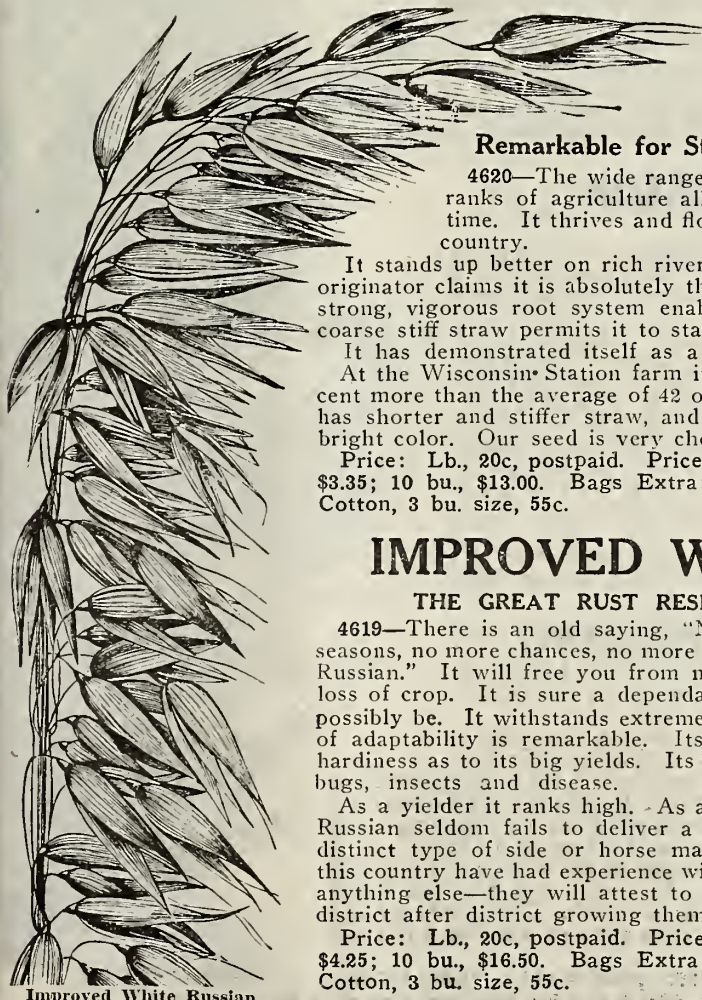 Remarkable for St
4620—The wide range
ranks of agriculture al
time. It thrives and flo
country.
It stands up better on rich river
originator claims it is absolutely th
strong, vigorous root system enal
coarse stiff straw permits it to sta
It has demonstrated itself as a
At the Wisconsin Station farm i
cent more than the average of 42 o
has shorter and stiffer straw, and
bright color. Our seed is very cho
Price: Lb., 20c, postpaid. Price
$3.35; 10 bu., $13.00. Bags Extra
Cotton, 3 bu. size, 55c.
IMPROVED W
THE GREAT RUST RESI
4619—There is an old saying, “N
seasons, no more chances, no more
Russian.” It will free you from n
loss of crop. It is sure a dependa
possibly be. It withstands extreme
of adaptability is remarkable. Its
hardiness as to its big yields. Its
bugs, insects and disease.
As a yielder it ranks high. As a
Russian seldom fails to deliver a
distinct type of side or horse ma
this country have had experience wi
anything else—they will attest to
district after district growing them
Price: Lb., 20c, postpaid. Price
$4.25; 10 bu., $16.50. Bags Extra
Cotton, 3 bu. size, 55c.
Improved White Russian